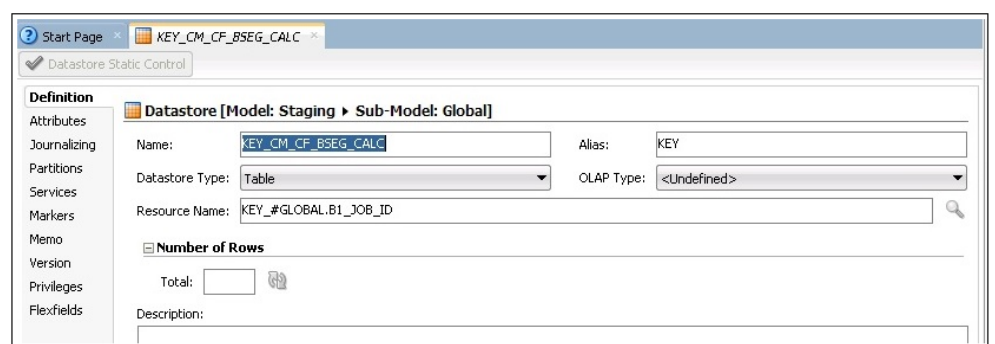 Start Page
KEY_CM_CF_BSEG_CALC
Datastore Static Control
Definition
Attributes
Journalizing
Partitions
Services
Markers
Memo
Version
Privileges
Flexfields
Datastore [Model: Staging ▸ Sub-Model: Global]
Name: KEY_CM_CF_BSEG_CALC Alias: KEY
Datastore Type: Table OLAP Type: <Undefined>
Resource Name: KEY_#GLOBAL.B1_JOB_ID
Number of Rows
Total:
Description: